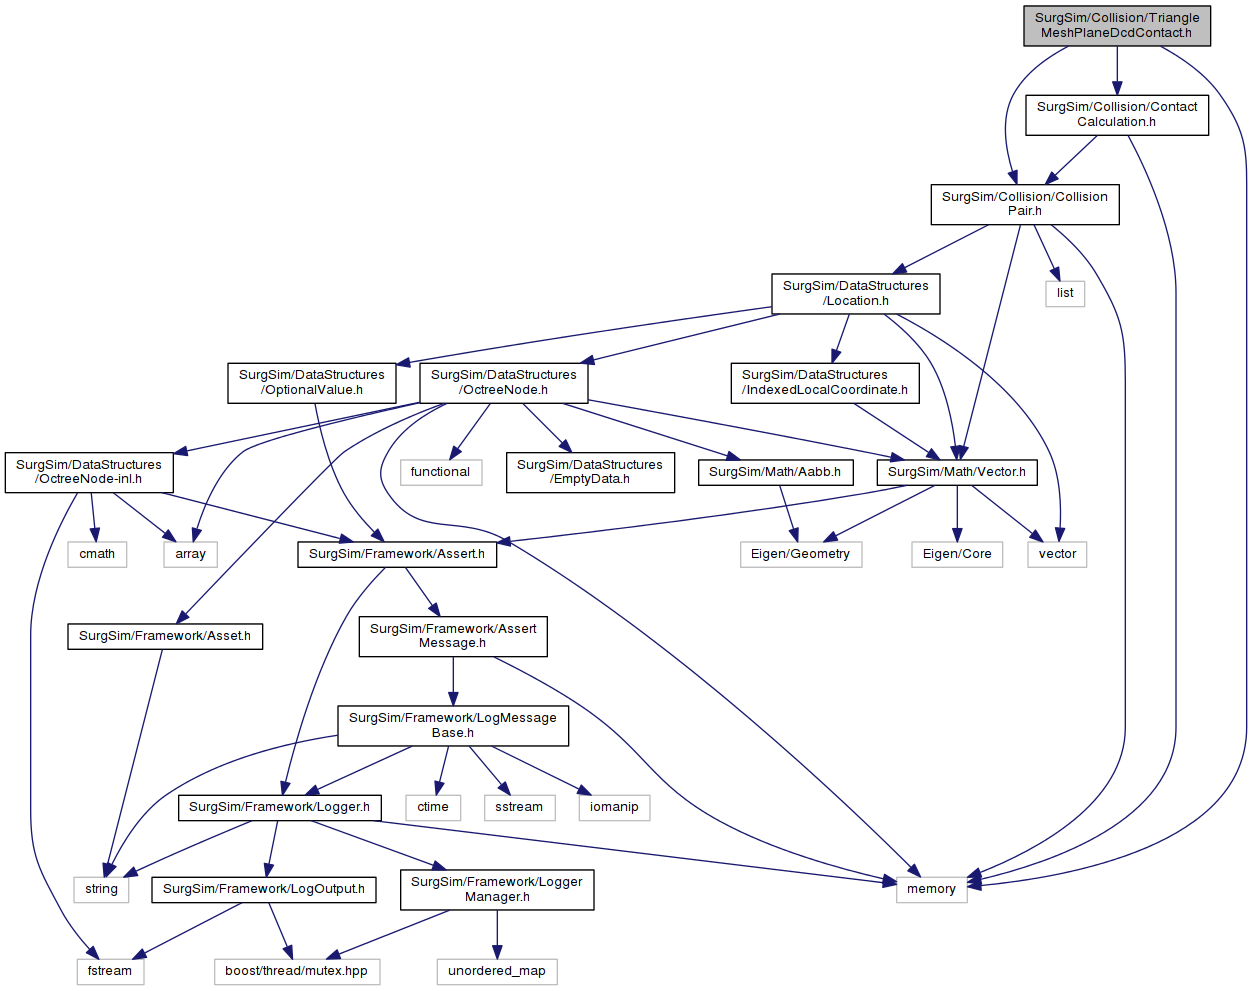 SurgSim/Collision/Triangle
MeshPlaneDcdContact.h
SurgSim/Collision/Contact
Calculation.h
SurgSim/Collision/Collision
Pair.h
SurgSim/DataStructures
/Location.h
list
SurgSim/DataStructures
/OptionalValue.h
SurgSim/DataStructures
/OctreeNode.h
SurgSim/DataStructures
/IndexedLocalCoordinate.h
SurgSim/DataStructures
/OctreeNode-inl.h
functional
SurgSim/DataStructures
/EmptyData.h
SurgSim/Math/Aabb.h
SurgSim/Math/Vector.h
cmath
array
SurgSim/Framework/Assert.h
Eigen/Geometry
Eigen/Core
vector
SurgSim/Framework/Asset.h
SurgSim/Framework/Assert
Message.h
SurgSim/Framework/LogMessage
Base.h
SurgSim/Framework/Logger.h
ctime
sstream
iomanip
string
SurgSim/Framework/LogOutput.h
SurgSim/Framework/Logger
Manager.h
memory
fstream
boost/thread/mutex.hpp
unordered_map